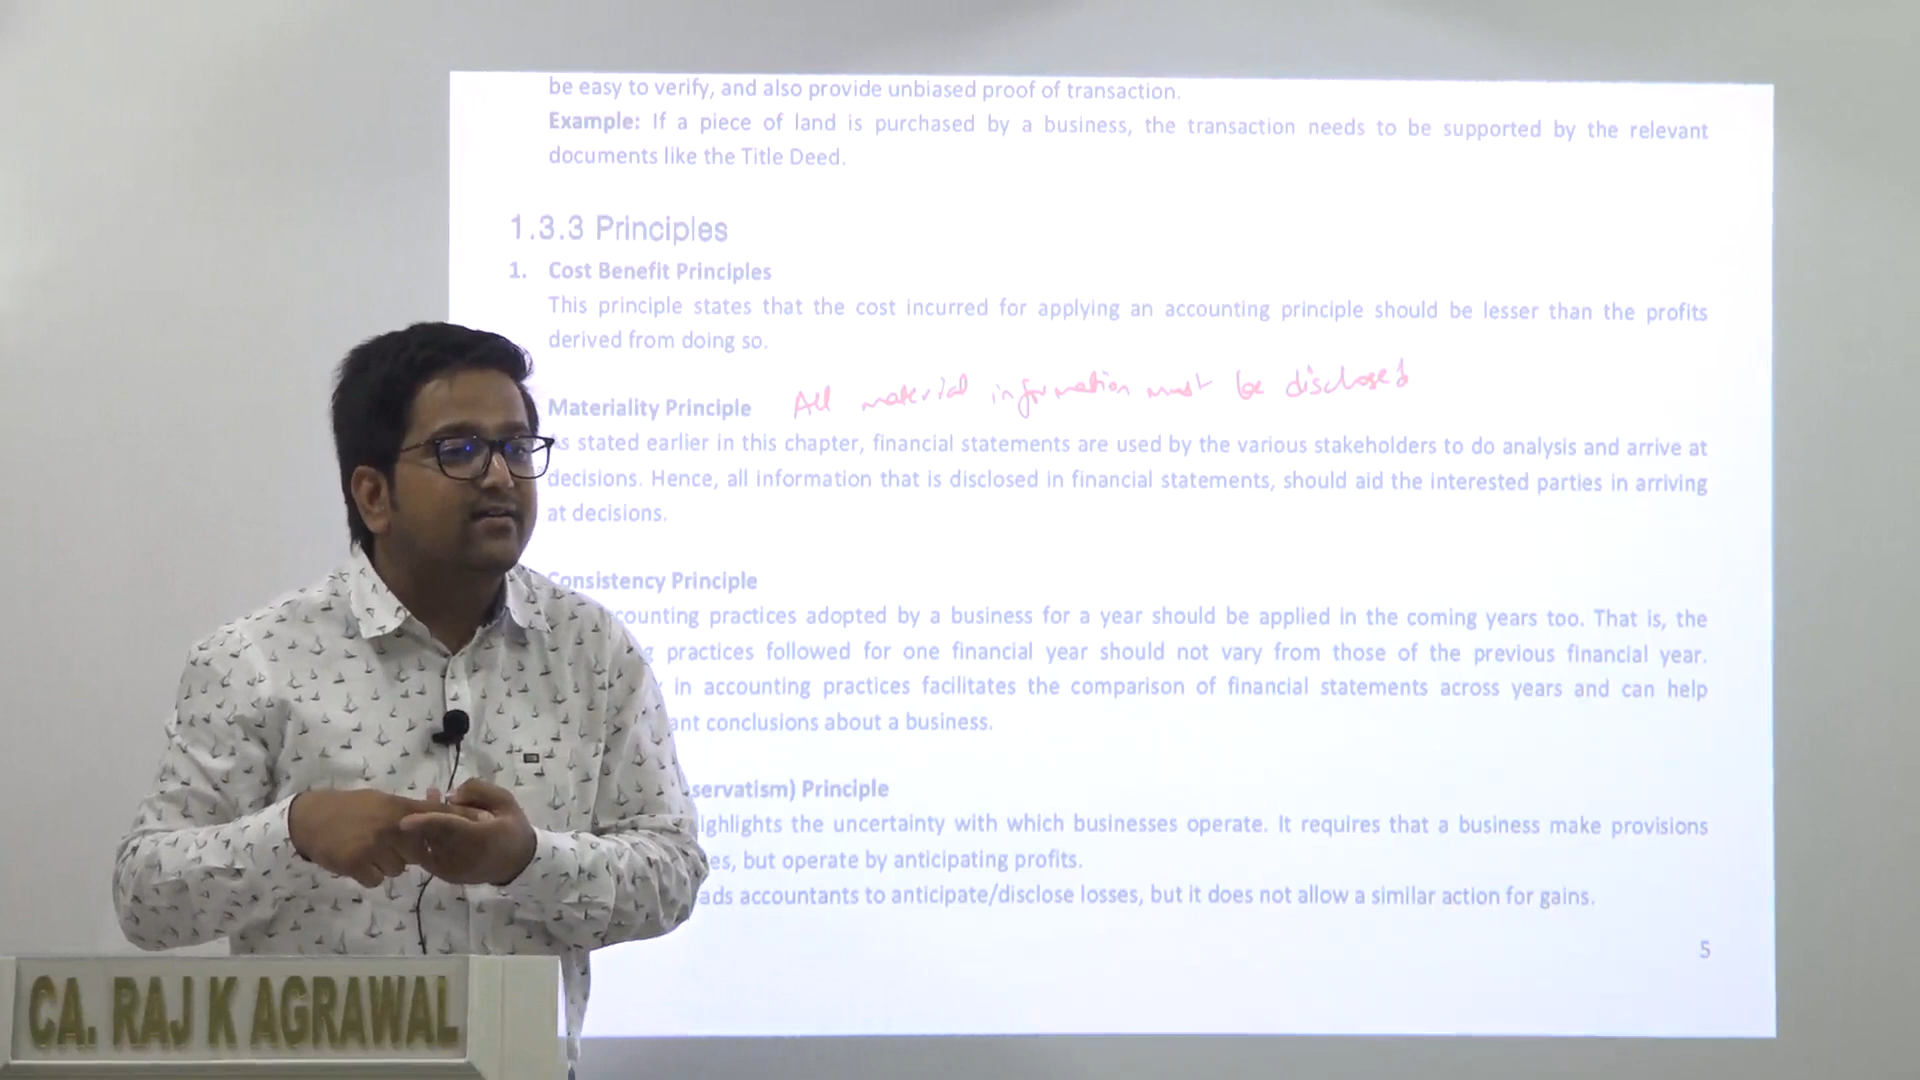 be easy to verify, and also provide unbiased proof of transaction.
Example: If a piece of land is purchased by a business, the transaction needs to be supported by the relevant
documents like the Title Deed.
1.3.3 Principles
1. Cost Benefit Principles
This principle states that the cost incurred for applying an accounting principle should be lesser than the profits
derived from doing so.
Materiality Principle All material information must be disclosed
As stated earlier in this chapter, financial statements are used by the various stakeholders to do analysis and arrive at
decisions. Hence, all information that is disclosed in financial statements, should aid the interested parties in arriving
at decisions.
Consistency Principle
counting practices adopted by a business for a year should be applied in the coming years too. That is, the
g practices followed for one financial year should not vary from those of the previous financial year.
in accounting practices facilitates the comparison of financial statements across years and can help
ant conclusions about a business.
servatism) Principle
ighlights the uncertainty with which businesses operate. It requires that a business make provisions
es, but operate by anticipating profits.
ads accountants to anticipate/disclose losses, but it does not allow a similar action for gains.
5
CA. RAJ K AGRAWAL